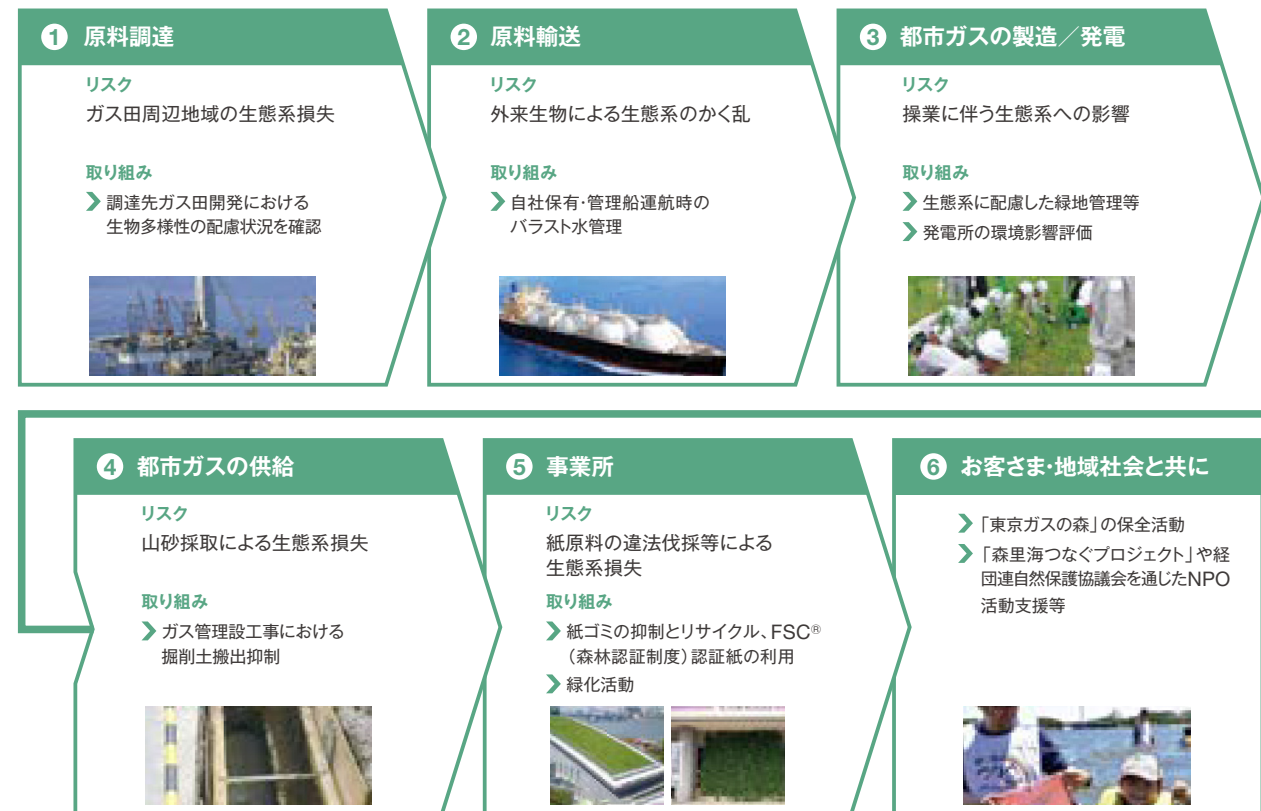 1 原料調達
リスク
ガス田周辺地域の生態系損失
取り組み
調達先ガス田開発における
生物多様性の配慮状況を確認
2 原料輸送
リスク
外来生物による生態系のかく乱
取り組み
自社保有・管理船運航時の
バラスト水管理
3 都市ガスの製造／発電
リスク
操業に伴う生態系への影響
取り組み
生態系に配慮した緑地管理等
発電所の環境影響評価
4 都市ガスの供給
リスク
山砂採取による生態系損失
取り組み
ガス管理設工事における
掘削土搬出抑制
5 事業所
リスク
紙原料の違法伐採等による
生態系損失
取り組み
紙ゴミの抑制とリサイクル、FSC®
（森林認証制度）認証紙の利用
緑化活動
6 お客さま・地域社会と共に
「東京ガスの森」の保全活動
「森里海つなぐプロジェクト」や経
団連自然保護協議会を通じたNPO
活動支援等